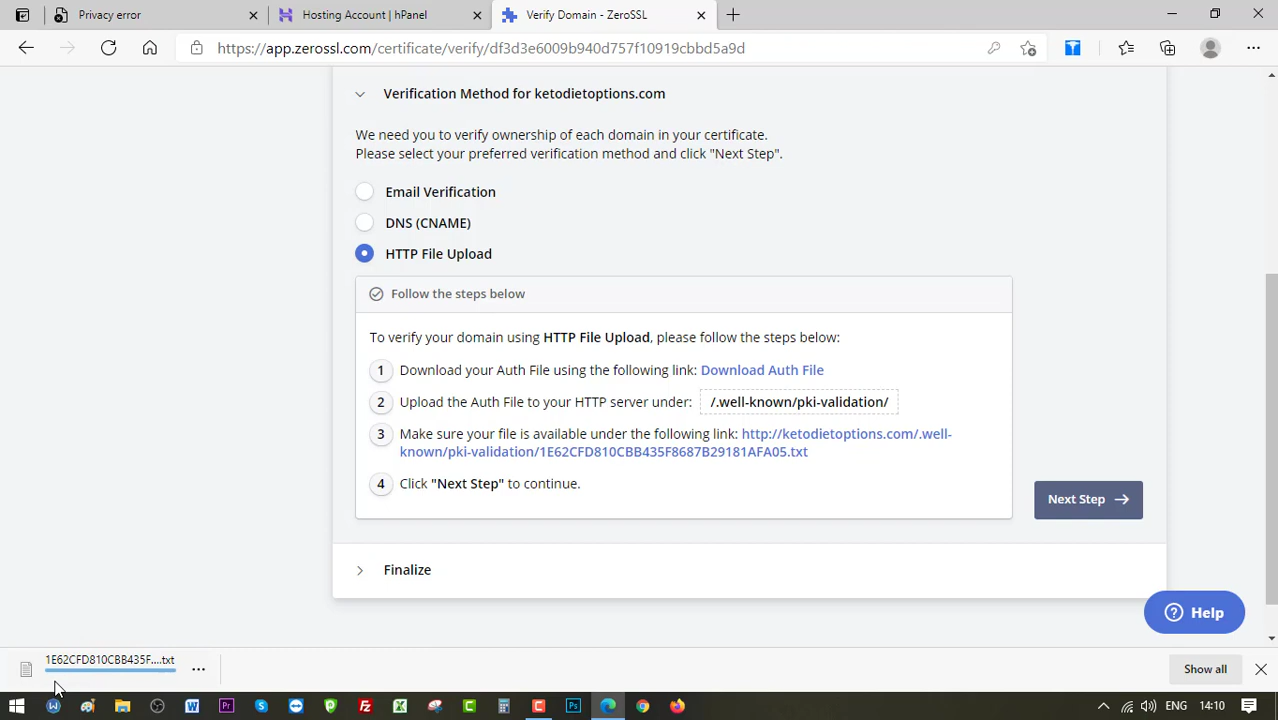 Privacy error
Hosting Account | hPanel
Verify Domain - ZeroSSL
https://app.zerossl.com/certificate/verify/df3d3e6009b940d757f10919cbbd5a9d
Verification Method for ketodietoptions.com
We need you to verify ownership of each domain in your certificate.
Please select your preferred verification method and click "Next Step".
Email Verification
DNS (CNAME)
HTTP File Upload
Follow the steps below
To verify your domain using HTTP File Upload, please follow the steps below:
1 Download your Auth File using the following link: Download Auth File
2 Upload the Auth File to your HTTP server under: /.well-known/pki-validation/
3 Make sure your file is available under the following link: http://ketodietoptions.com/.well-
known/pki-validation/1E62CFD810CBB435F8687B29181AFA05.txt
4 Click "Next Step" to continue.
Next Step
Finalize
Help
1E62CFD810CBB435F....txt
Show all
ENG 14:10